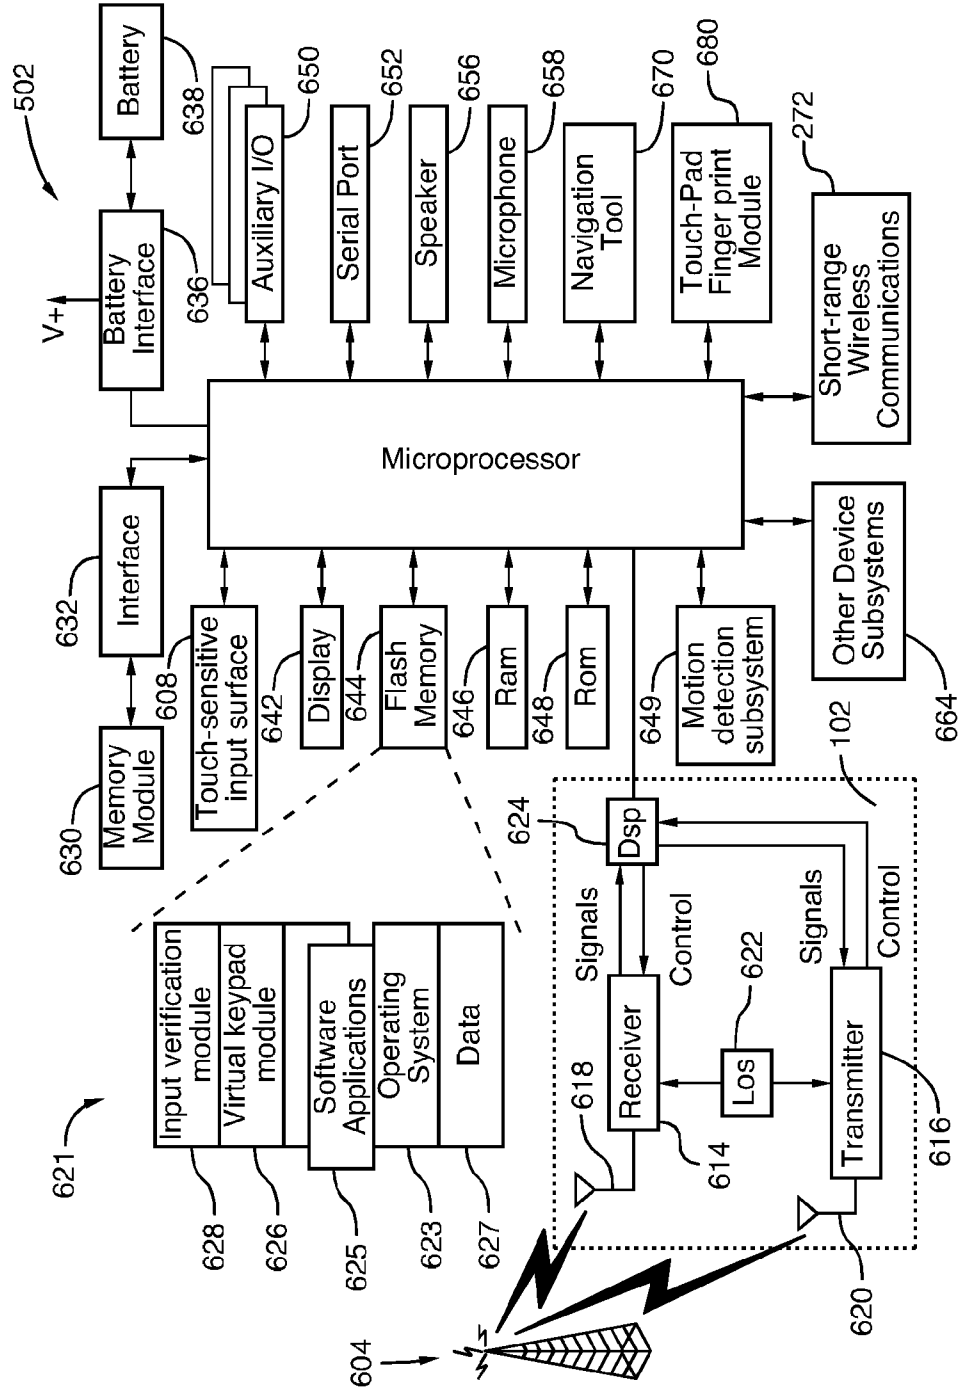 502
V+
Memory
Module
630
Interface
632
Battery
Interface
636
Battery
638
Touch-sensitive
input surface
608
Display
642
Flash
Memory
644
Ram
646
Rom
648
Motion
detection
subsystem
649
Microprocessor
Auxiliary I/O
650
Serial Port
652
Speaker
656
Microphone
658
Navigation
Tool
670
Touch-Pad
Finger print
Module
680
Short-range
Wireless
Communications
272
Other Device
Subsystems
664
621
Input verification
module
628
Virtual keypad
module
626
Software
Applications
625
Operating
System
623
Data
627
102
Dsp
624
Signals
Control
Receiver
614
618
Los
622
Signals
Control
Transmitter
616
620
604